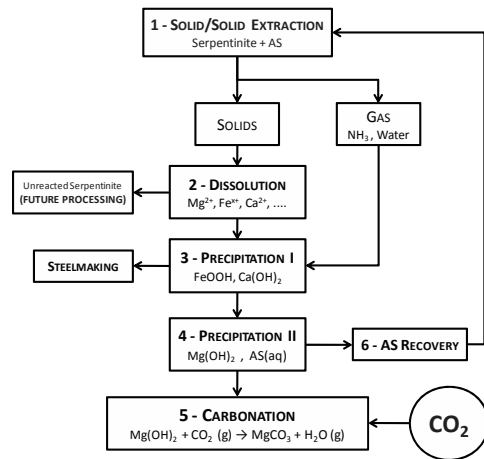 1 - SOLID/SOLID EXTRACTION
Serpentinite + AS
SOLIDS
GAS
NH₃, Water
Unreacted Serpentinite
(FUTURE PROCESSING)
2 - DISSOLUTION
Mg²⁺, Feˣ⁺, Ca²⁺, ....
STEELMAKING
3 - PRECIPITATION I
FeOOH, Ca(OH)₂
4 - PRECIPITATION II
Mg(OH)₂ , AS(aq)
6 - AS RECOVERY
5 - CARBONATION
Mg(OH)₂ + CO₂ (g) → MgCO₃ + H₂O (g)
CO₂